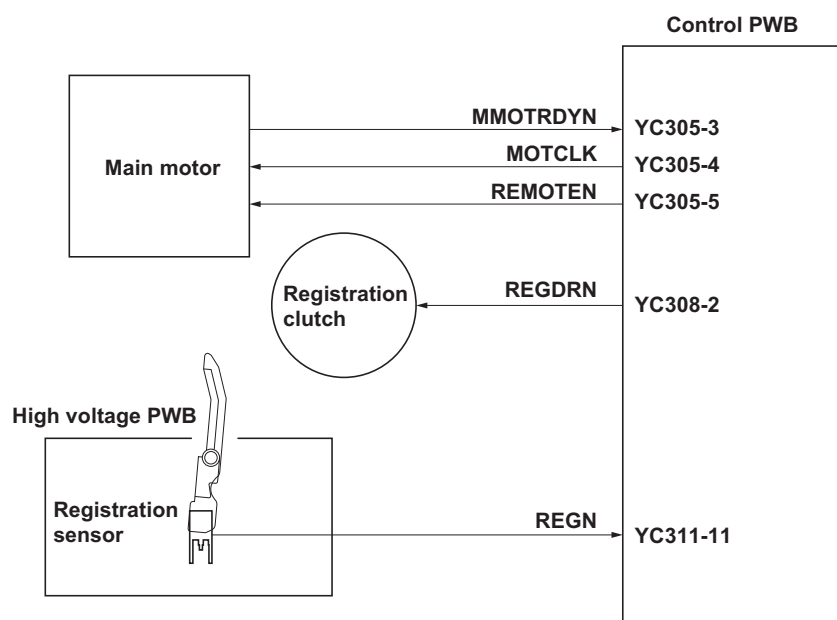 Control PWB
MMOTRDYN
YC305-3
Main motor
MOTCLK
YC305-4
REMOTEN
YC305-5
Registration
clutch
REGDRN
YC308-2
High voltage PWB
Registration
sensor
REGN
YC311-11